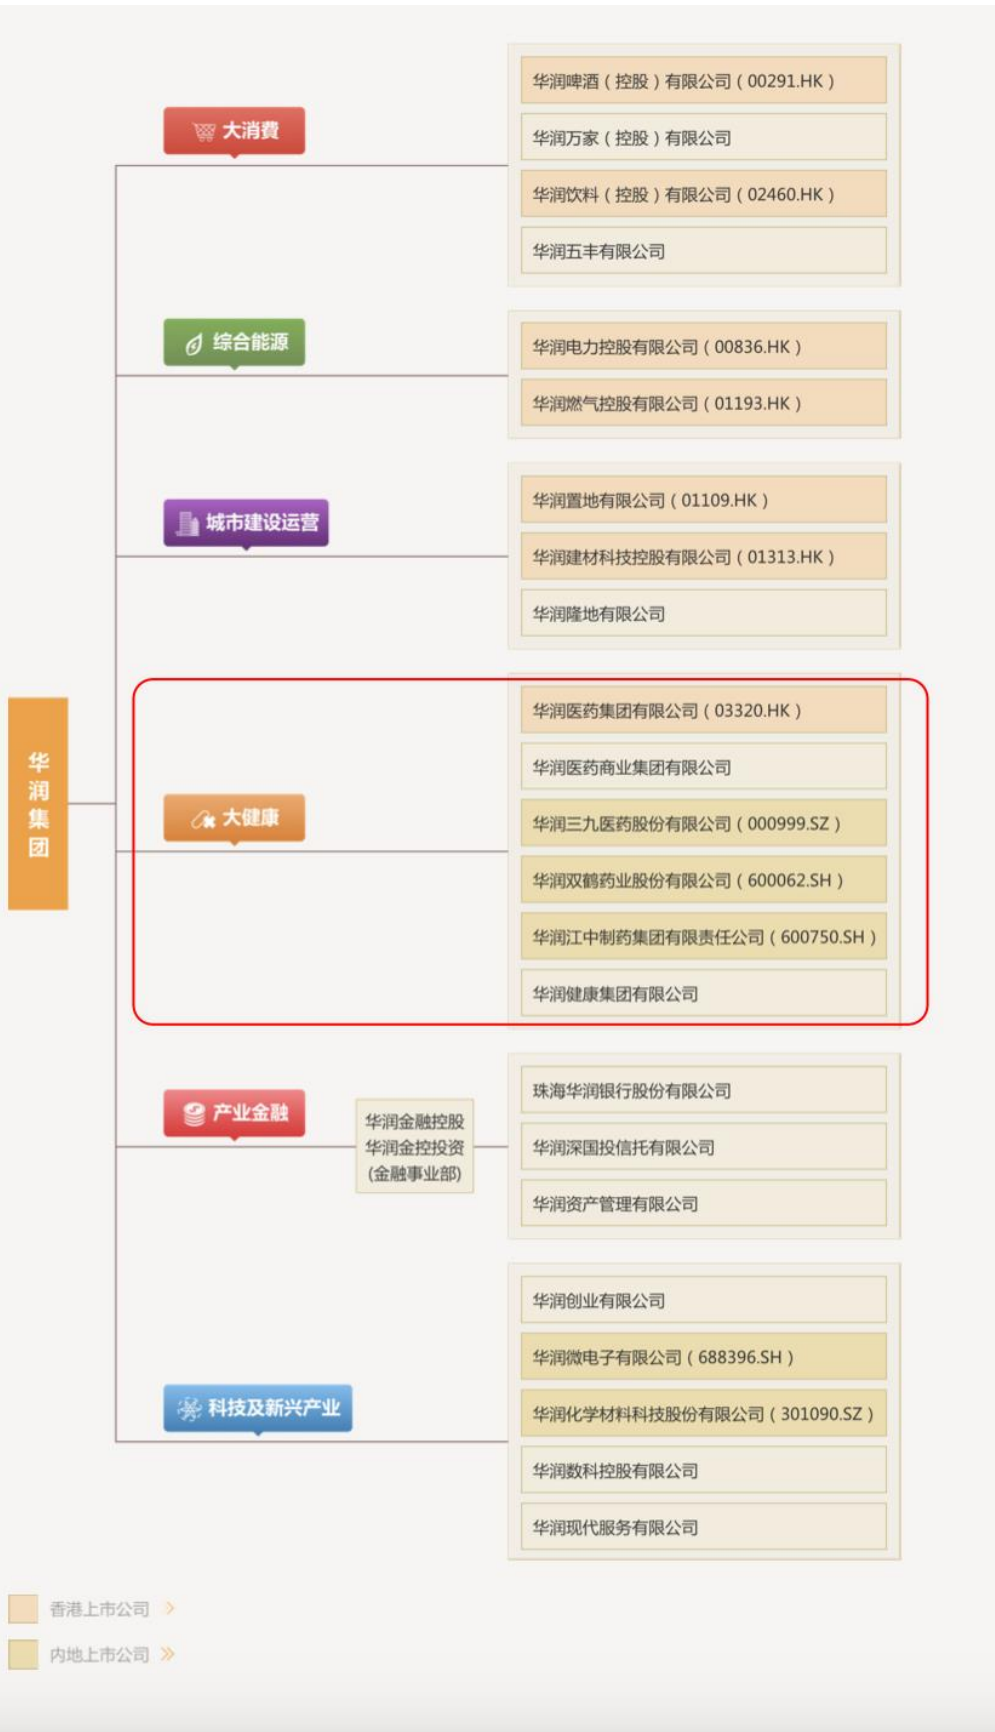 大消费
华润啤酒（控股）有限公司（00291.HK）
华润万家（控股）有限公司
华润饮料（控股）有限公司（02460.HK）
华润五丰有限公司
综合能源
华润电力控股有限公司（00836.HK）
华润燃气控股有限公司（01193.HK）
城市建设运营
华润置地有限公司（01109.HK）
华润建材科技控股有限公司（01313.HK）
华润隆地有限公司
华润集团
大健康
华润医药集团有限公司（03320.HK）
华润医药商业集团有限公司
华润三九医药股份有限公司（000999.SZ）
华润双鹤药业股份有限公司（600062.SH）
华润江中制药集团有限责任公司（600750.SH）
华润健康集团有限公司
产业金融
华润金融控股
华润金控投资
(金融事业部)
珠海华润银行股份有限公司
华润深国投信托有限公司
华润资产管理有限公司
科技及新兴产业
华润创业有限公司
华润微电子有限公司（688396.SH）
华润化学材料科技股份有限公司（301090.SZ）
华润数科控股有限公司
华润现代服务有限公司
香港上市公司
内地上市公司